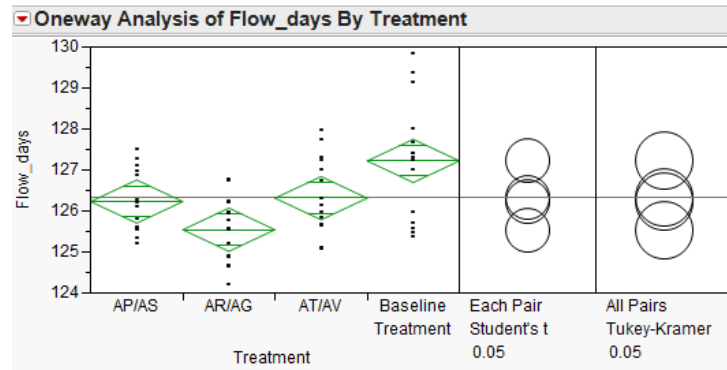 Oneway Analysis of Flow_days By Treatment
130
129
128
127
126
125
124
Flow_days
AP/AS
AR/AG
AT/AV
Baseline
Treatment
Treatment
Each Pair
Student's t
0.05
All Pairs
Tukey-Kramer
0.05